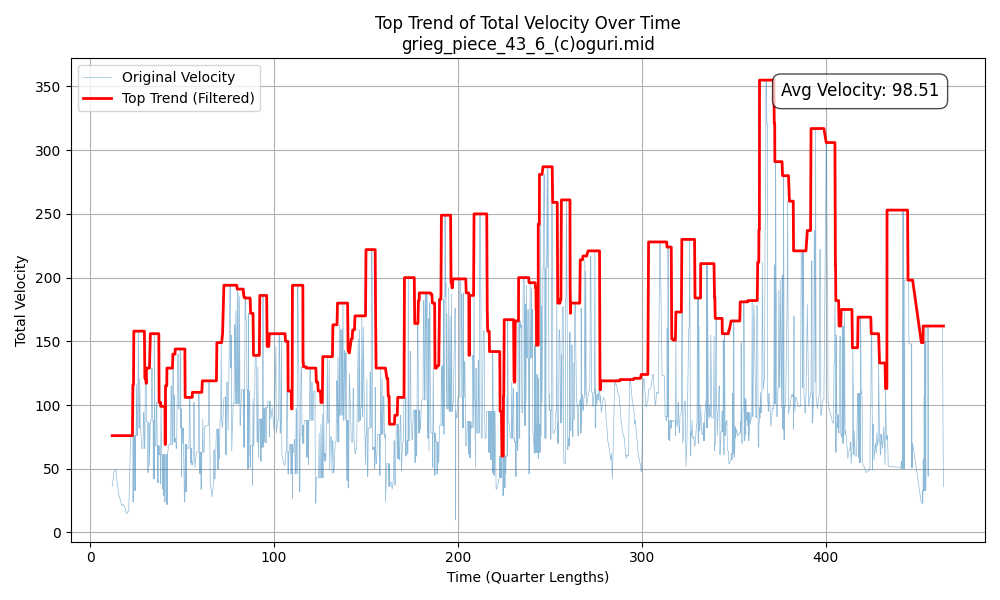 Top Trend of Total Velocity Over Time
grieg_piece_43_6_(c)oguri.mid
Original Velocity
Top Trend (Filtered)
Avg Velocity: 98.51
Total Velocity
350
300
250
200
150
100
50
0
0 100 200 300 400
Time (Quarter Lengths)